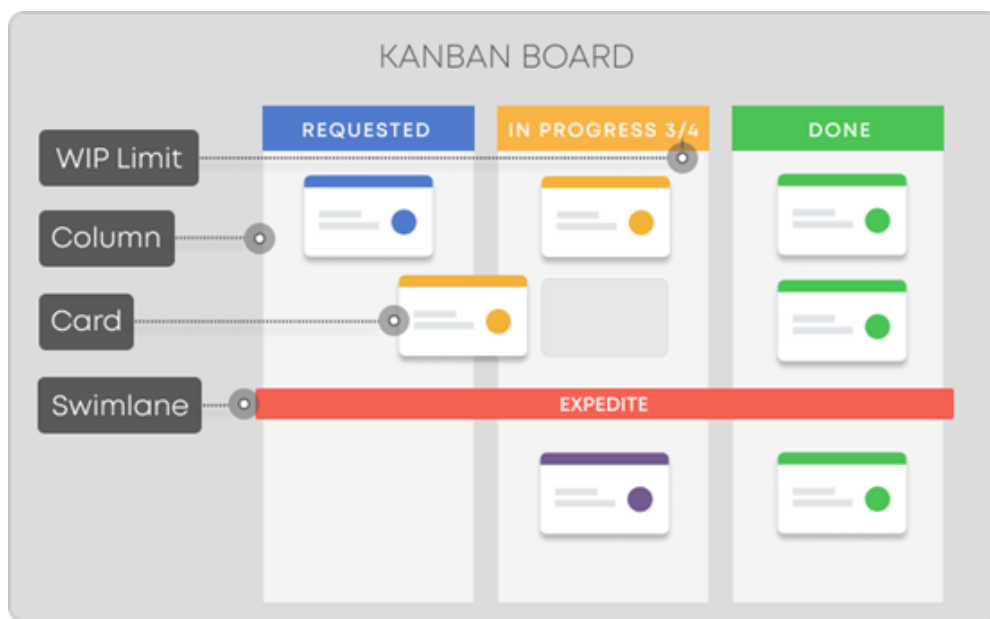 KANBAN BOARD
REQUESTED
IN PROGRESS 3/4
DONE
WIP Limit
Column
Card
Swimlane
EXPEDITE